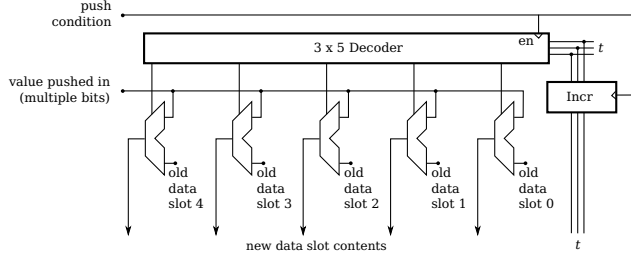 push
condition
en
3 x 5 Decoder
t
value pushed in
(multiple bits)
Incr
old
data
slot 4
old
data
slot 3
old
data
slot 2
old
data
slot 1
old
data
slot 0
new data slot contents
t